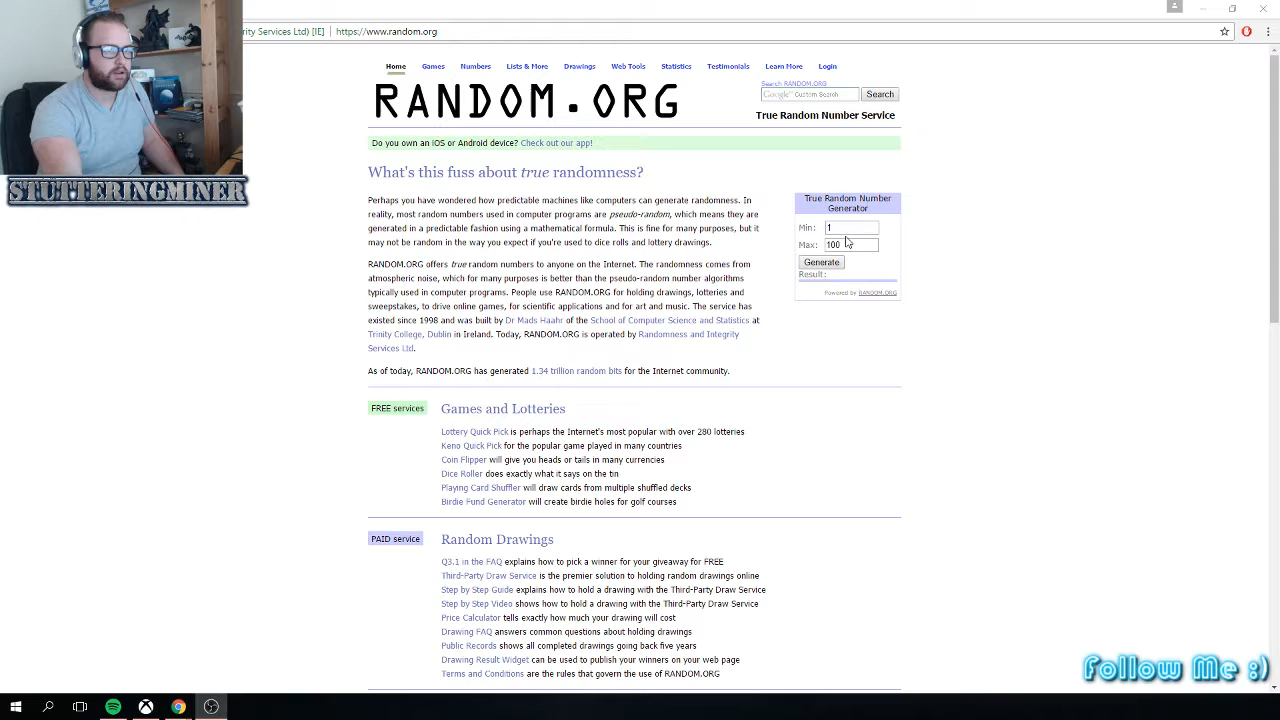 rity Services Ltd) [IE] https://www.random.org
Home Games Numbers Lists & More Drawings Web Tools Statistics Testimonials Learn More Login
RANDOM.ORG
Search RANDOM.ORG
Google™ Custom Search Search
True Random Number Service
Do you own an iOS or Android device? Check out our app!
What's this fuss about true randomness?
Perhaps you have wondered how predictable machines like computers can generate randomness. In
reality, most random numbers used in computer programs are pseudo-random, which means they are
generated in a predictable fashion using a mathematical formula. This is fine for many purposes, but it
may not be random in the way you expect if you're used to dice rolls and lottery drawings.
RANDOM.ORG offers true random numbers to anyone on the Internet. The randomness comes from
atmospheric noise, which for many purposes is better than the pseudo-random number algorithms
typically used in computer programs. People use RANDOM.ORG for holding drawings, lotteries and
sweepstakes, to drive online games, for scientific applications and for art and music. The service has
existed since 1998 and was built by Dr Mads Haahr of the School of Computer Science and Statistics at
Trinity College, Dublin in Ireland. Today, RANDOM.ORG is operated by Randomness and Integrity
Services Ltd.
As of today, RANDOM.ORG has generated 1.34 trillion random bits for the Internet community.
True Random Number
Generator
Min: 1
Max: 100
Generate
Result:
Powered by RANDOM.ORG
FREE services
Games and Lotteries
Lottery Quick Pick is perhaps the Internet's most popular with over 280 lotteries
Keno Quick Pick for the popular game played in many countries
Coin Flipper will give you heads or tails in many currencies
Dice Roller does exactly what it says on the tin
Playing Card Shuffler will draw cards from multiple shuffled decks
Birdie Fund Generator will create birdie holes for golf courses
PAID service
Random Drawings
Q3.1 in the FAQ explains how to pick a winner for your giveaway for FREE
Third-Party Draw Service is the premier solution to holding random drawings online
Step by Step Guide explains how to hold a drawing with the Third-Party Draw Service
Step by Step Video shows how to hold a drawing with the Third-Party Draw Service
Price Calculator tells exactly how much your drawing will cost
Drawing FAQ answers common questions about holding drawings
Public Records shows all completed drawings going back five years
Drawing Result Widget can be used to publish your winners on your web page
Terms and Conditions are the rules that govern the use of RANDOM.ORG
STUTTERINGMINER
Follow Me :)